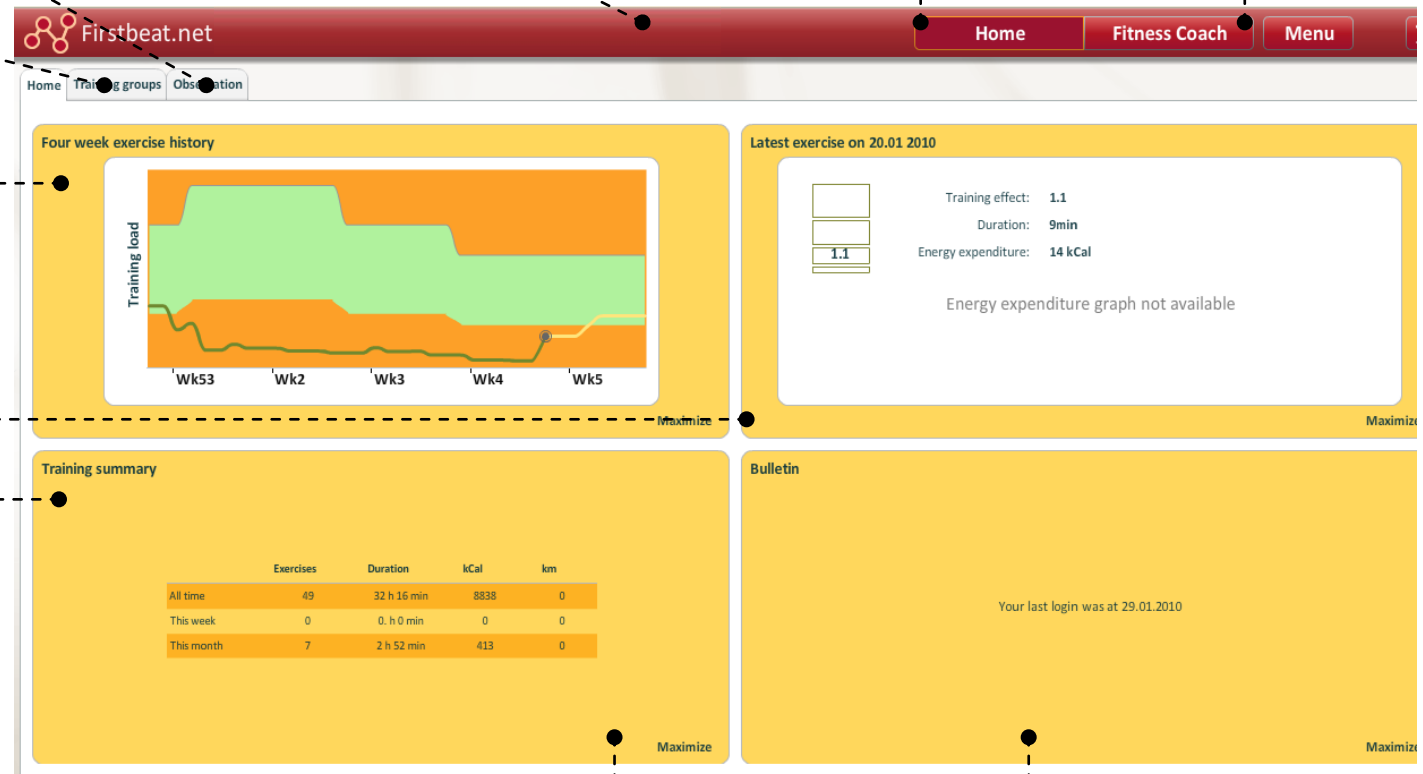 Firstbeat.net
Home Fitness Coach Menu
Home Training groups Observation
Four week exercise history
Training load
Wk53 Wk2 Wk3 Wk4 Wk5
Maximize
Latest exercise on 20.01 2010
1.1
Training effect: 1.1
Duration: 9min
Energy expenditure: 14 kCal
Energy expenditure graph not available
Maximize
Training summary
Exercises Duration kCal km
All time 49 32 h 16 min 8838 0
This week 0 0. h 0 min 0 0
This month 7 2 h 52 min 413 0
Maximize
Bulletin
Your last login was at 29.01.2010
Maximize